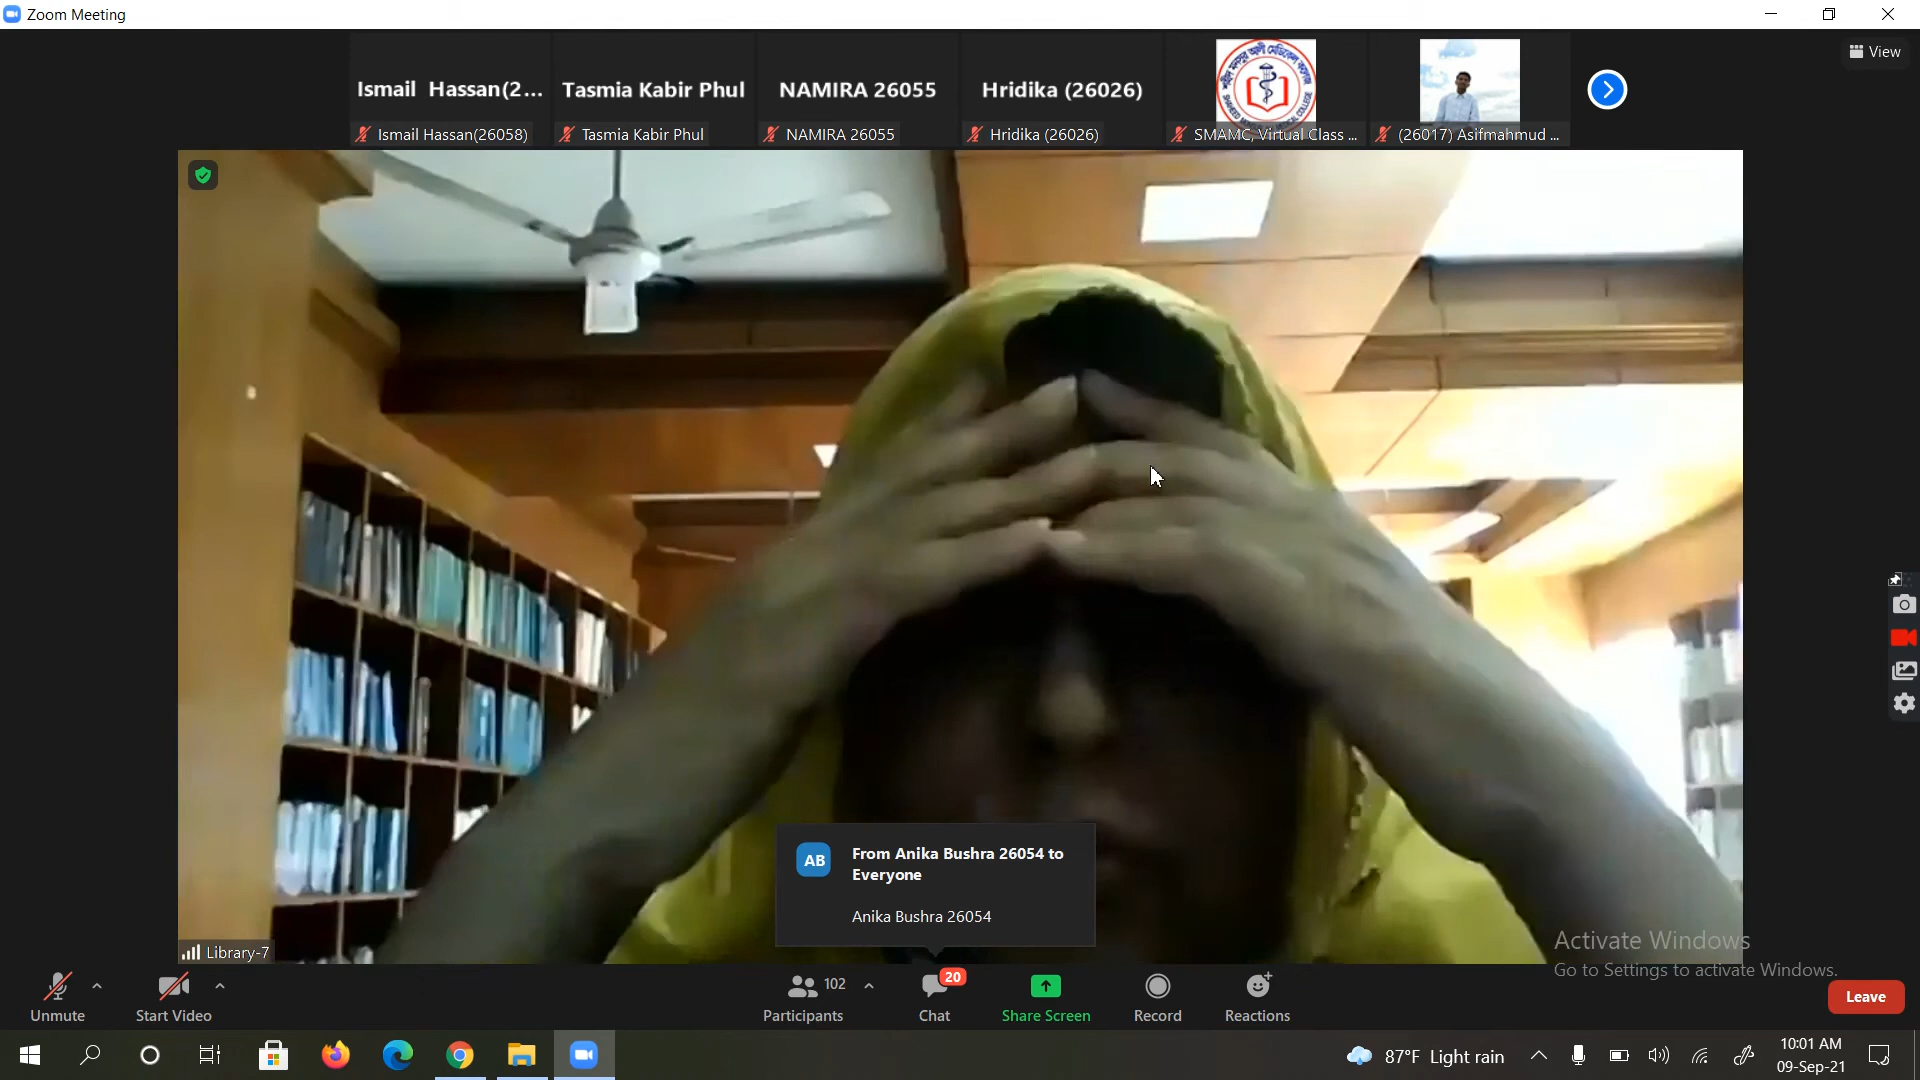 Zoom Meeting
View
Ismail Hassan(2...
Tasmia Kabir Phul
NAMIRA 26055
Hridika (26026)
Ismail Hassan(26058)
Tasmia Kabir Phul
NAMIRA 26055
Hridika (26026)
SMAMC, Virtual Class ...
(26017) Asifmahmud ...
AB
From Anika Bushra 26054 to
Everyone
Anika Bushra 26054
Library-7
Activate Windows
Go to Settings to activate Windows.
Unmute
Start Video
102
Participants
20
Chat
Share Screen
Record
Reactions
Leave
87°F Light rain
10:01 AM
09-Sep-21